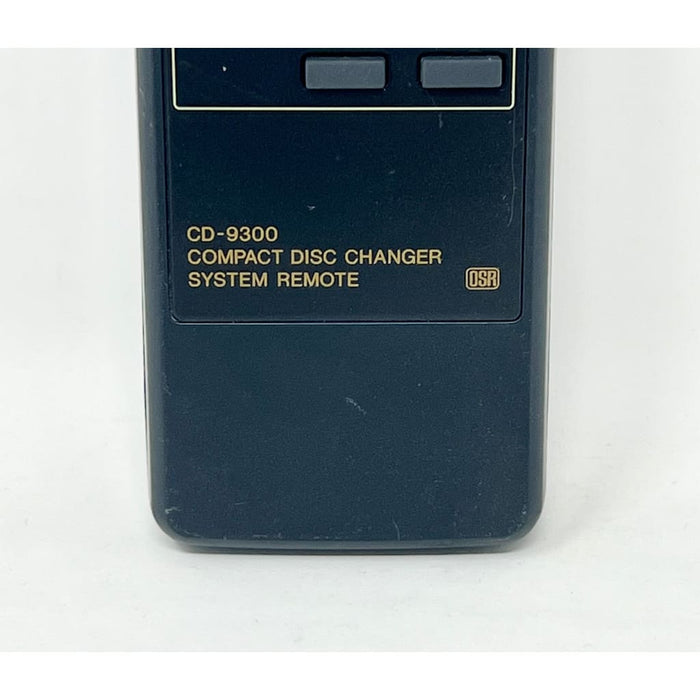 CD-9300
COMPACT DISC CHANGER
SYSTEM REMOTE
OSR